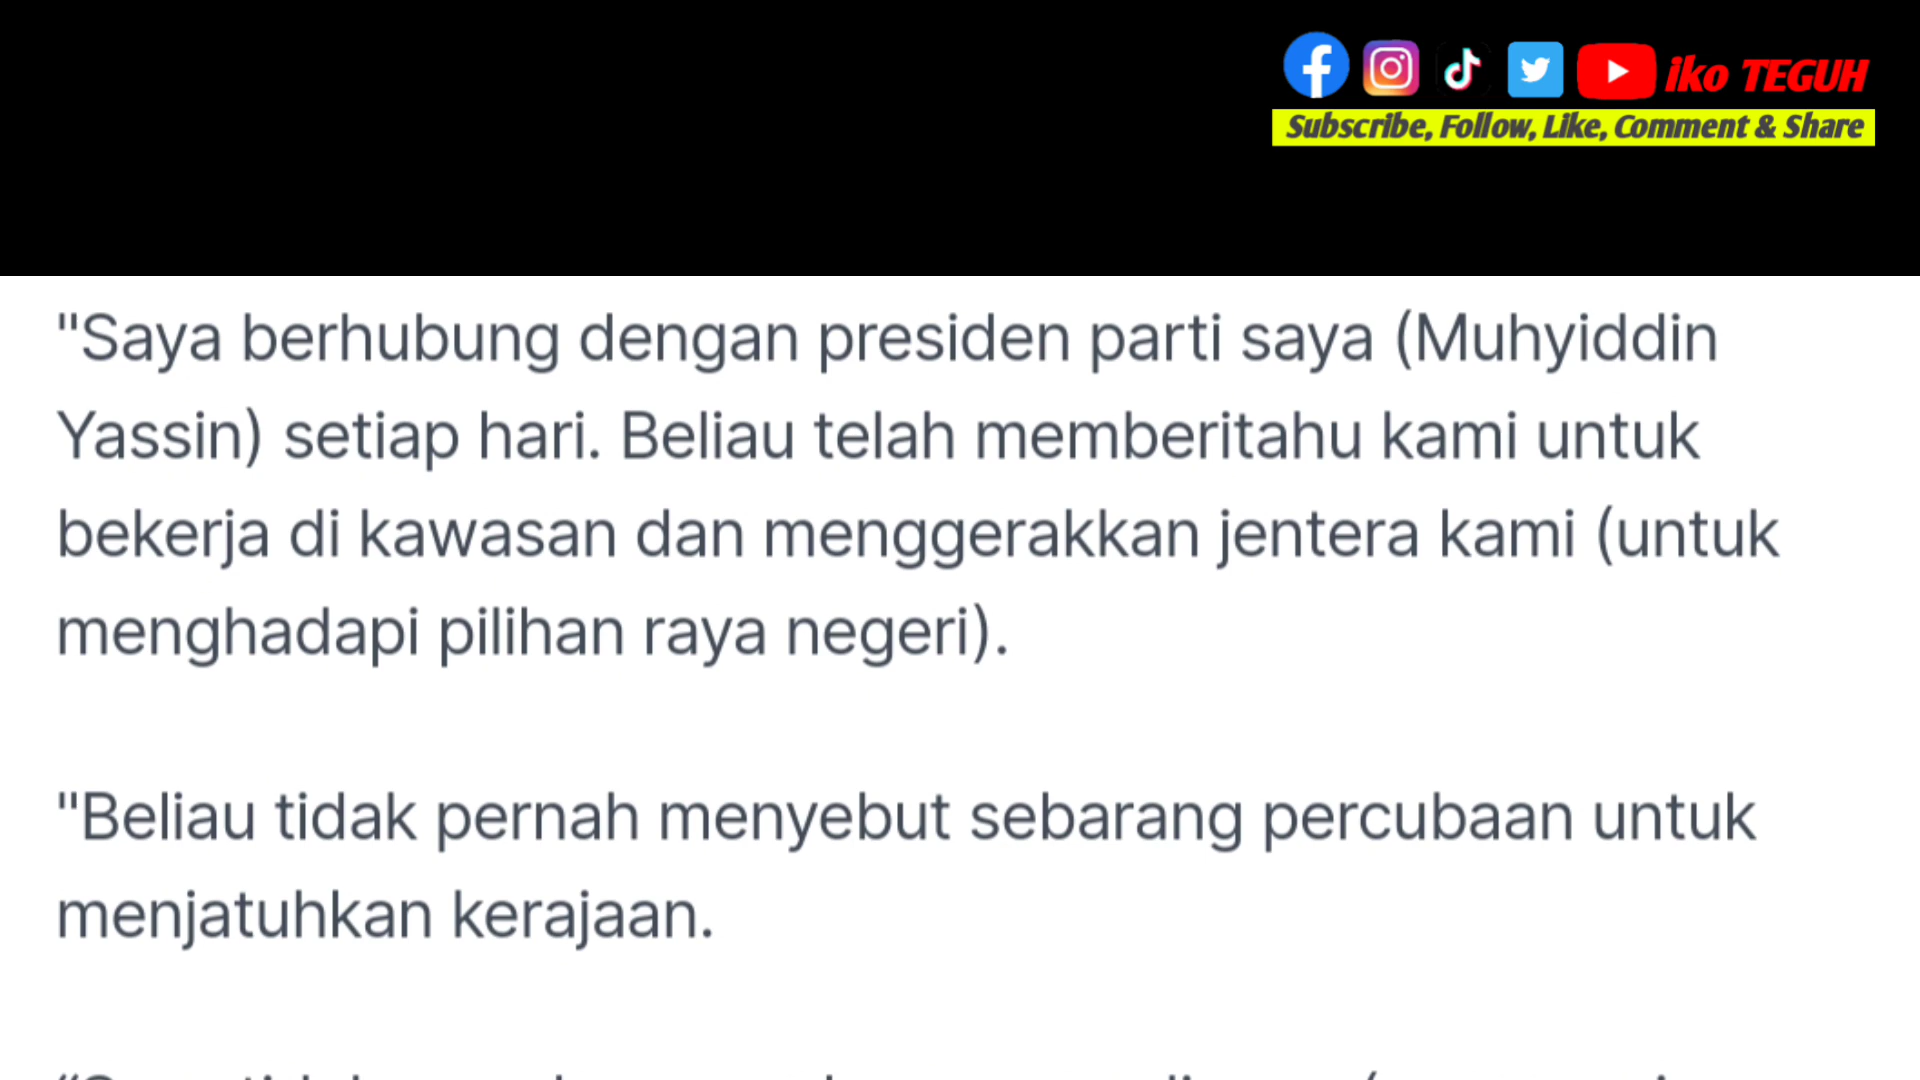 iko TEGUH
Subscribe, Follow, Like, Comment & Share
"Saya berhubung dengan presiden parti saya (Muhyiddin
Yassin) setiap hari. Beliau telah memberitahu kami untuk
bekerja di kawasan dan menggerakkan jentera kami (untuk
menghadapi pilihan raya negeri).
"Beliau tidak pernah menyebut sebarang percubaan untuk
menjatuhkan kerajaan.